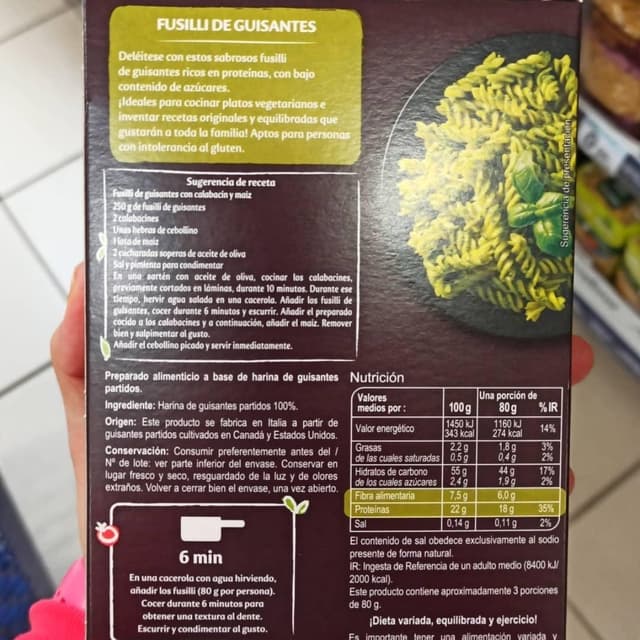 FUSILLI DE GUISANTES
Deléitese con estos sabrosos fusilli
de guisantes ricos en proteínas, con bajo
contenido de azúcares.
¡Ideales para cocinar platos vegetarianos e
inventar recetas originales y equilibradas que
gustarán a toda la familia! Aptos para personas
con intolerancia al gluten.
Sugerencia de presentación
Sugerencia de receta
Fusilli de guisantes con calabacín y maíz
250 g de fusilli de guisantes
2 calabacines
Unas hebras de cebollino
1 lata de maíz
2 cucharadas soperas de aceite de oliva
Sal y pimienta para condimentar
En una sartén con aceite de oliva, cocinar los calabacines,
previamente cortados en láminas, durante 10 minutos. Durante ese
tiempo, hervir agua salada en una cacerola. Añadir los fusilli de
guisantes, cocer durante 6 minutos y escurrir. Añadir el preparado
cocido a los calabacines y a continuación, añadir el maíz. Remover
bien y salpimentar al gusto.
Añadir el cebollino picado y servir inmediatamente.
Preparado alimenticio a base de harina de guisantes
partidos.
Ingrediente: Harina de guisantes partidos 100%.
Origen: Este producto se fabrica en Italia a partir de
guisantes partidos cultivados en Canadá y Estados Unidos.
Conservación: Consumir preferentemente antes del /
Nº de lote: ver parte inferior del envase. Conservar en
lugar fresco y seco, resguardado de la luz y de olores
extraños. Volver a cerrar bien el envase, una vez abierto.
6 min
En una cacerola con agua hirviendo,
añadir los fusilli (80 g por persona).
Cocer durante 6 minutos para
obtener una textura al dente.
Escurrir y condimentar al gusto.
Nutrición
Valores medios por : 100 g Una porción de 80 g %IR
Valor energético 1450 kJ 343 kcal 1160 kJ 274 kcal 14%
Grasas 2,2 g 1,8 g 3%
de las cuales saturadas 0,5 g 0,4 g 2%
Hidratos de carbono 55 g 44 g 17%
de los cuales azúcares 2,4 g 1,9 g 2%
Fibra alimentaria 7,5 g 6,0 g
Proteínas 22 g 18 g 35%
Sal 0,14 g 0,11 g 2%
El contenido de sal obedece exclusivamente al sodio
presente de forma natural.
IR: Ingesta de Referencia de un adulto medio (8400 kJ/
2000 kcal).
Este producto contiene aproximadamente 3 porciones
de 80 g.
¡Dieta variada, equilibrada y ejercicio!
Es importante tener una alimentación variada y